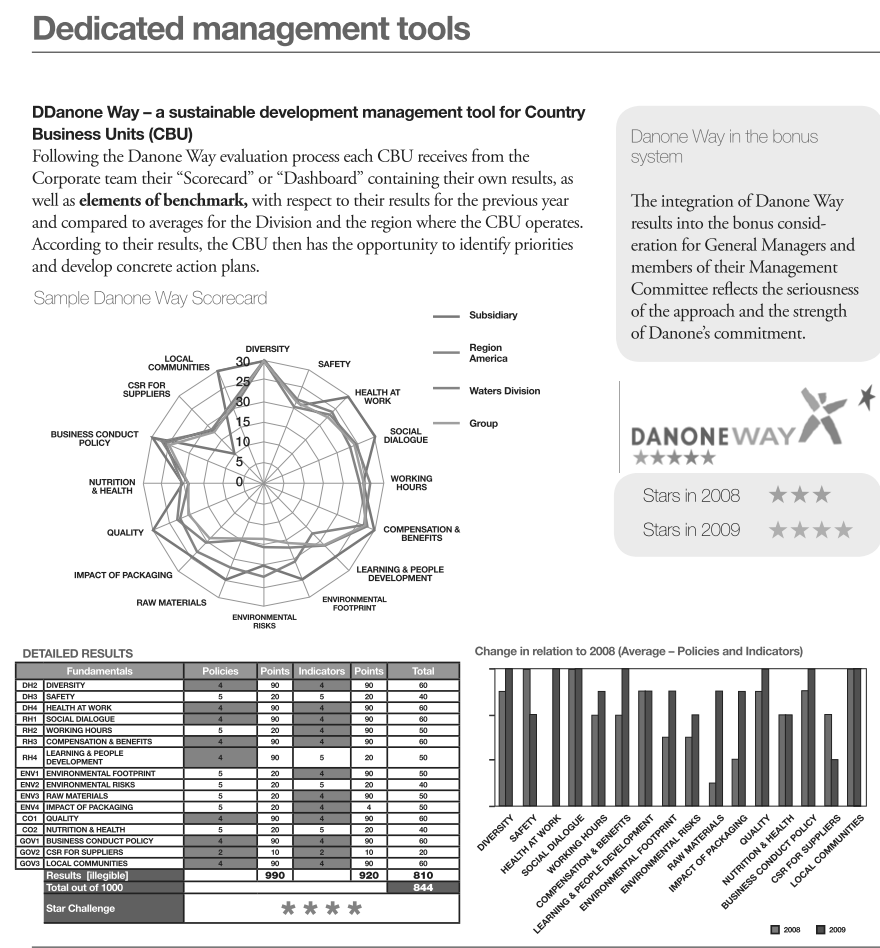 Dedicated management tools
DDanone Way – a sustainable development management tool for Country
Business Units (CBU)
Following the Danone Way evaluation process each CBU receives from the
Corporate team their “Scorecard” or “Dashboard” containing their own results, as
well as elements of benchmark, with respect to their results for the previous year
and compared to averages for the Division and the region where the CBU operates.
According to their results, the CBU then has the opportunity to identify priorities
and develop concrete action plans.
Danone Way in the bonus
system
The integration of Danone Way
results into the bonus consid-
eration for General Managers and
members of their Management
Committee reflects the seriousness
of the approach and the strength
of Danone’s commitment.
DANONEWAY
Stars in 2008
Stars in 2009
Sample Danone Way Scorecard
Subsidiary
Region
America
Waters Division
Group
DIVERSITY
SAFETY
HEALTH AT
WORK
SOCIAL
DIALOGUE
WORKING
HOURS
COMPENSATION &
BENEFITS
LEARNING & PEOPLE
DEVELOPMENT
ENVIRONMENTAL
FOOTPRINT
ENVIRONMENTAL
RISKS
RAW MATERIALS
IMPACT OF PACKAGING
QUALITY
NUTRITION
& HEALTH
BUSINESS CONDUCT
POLICY
CSR FOR
SUPPLIERS
LOCAL
COMMUNITIES
30
25
30
15
10
5
0
DETAILED RESULTS
Fundamentals Policies Points Indicators Points Total
DH2 DIVERSITY 4 90 4 90 60
DH3 SAFETY 5 20 5 20 40
DH4 HEALTH AT WORK 4 90 4 90 60
RH1 SOCIAL DIALOGUE 4 90 4 90 60
RH2 WORKING HOURS 5 20 4 90 50
RH3 COMPENSATION & BENEFITS 4 90 4 90 60
RH4 LEARNING & PEOPLE
DEVELOPMENT 4 90 5 20 50
ENV1 ENVIRONMENTAL FOOTPRINT 5 20 4 90 50
ENV2 ENVIRONMENTAL RISKS 5 20 5 20 40
ENV3 RAW MATERIALS 5 20 4 90 50
ENV4 IMPACT OF PACKAGING 5 20 4 4 50
CO1 QUALITY 4 90 4 90 60
CO2 NUTRITION & HEALTH 5 20 5 20 40
GOV1 BUSINESS CONDUCT POLICY 4 90 4 90 60
GOV2 CSR FOR SUPPLIERS 2 10 2 10 20
GOV3 LOCAL COMMUNITIES 4 90 4 90 60
Results [illegible] 990 920 810
Total out of 1000 844
Star Challenge ****
Change in relation to 2008 (Average – Policies and Indicators)
DIVERSITY
SAFETY
HEALTH AT WORK
SOCIAL DIALOGUE
WORKING HOURS
COMPENSATION & BENEFITS
LEARNING & PEOPLE DEVELOPMENT
ENVIRONMENTAL FOOTPRINT
ENVIRONMENTAL RISKS
RAW MATERIALS
IMPACT OF PACKAGING
QUALITY
NUTRITION & HEALTH
BUSINESS CONDUCT POLICY
CSR FOR SUPPLIERS
LOCAL COMMUNITIES
2008
2009